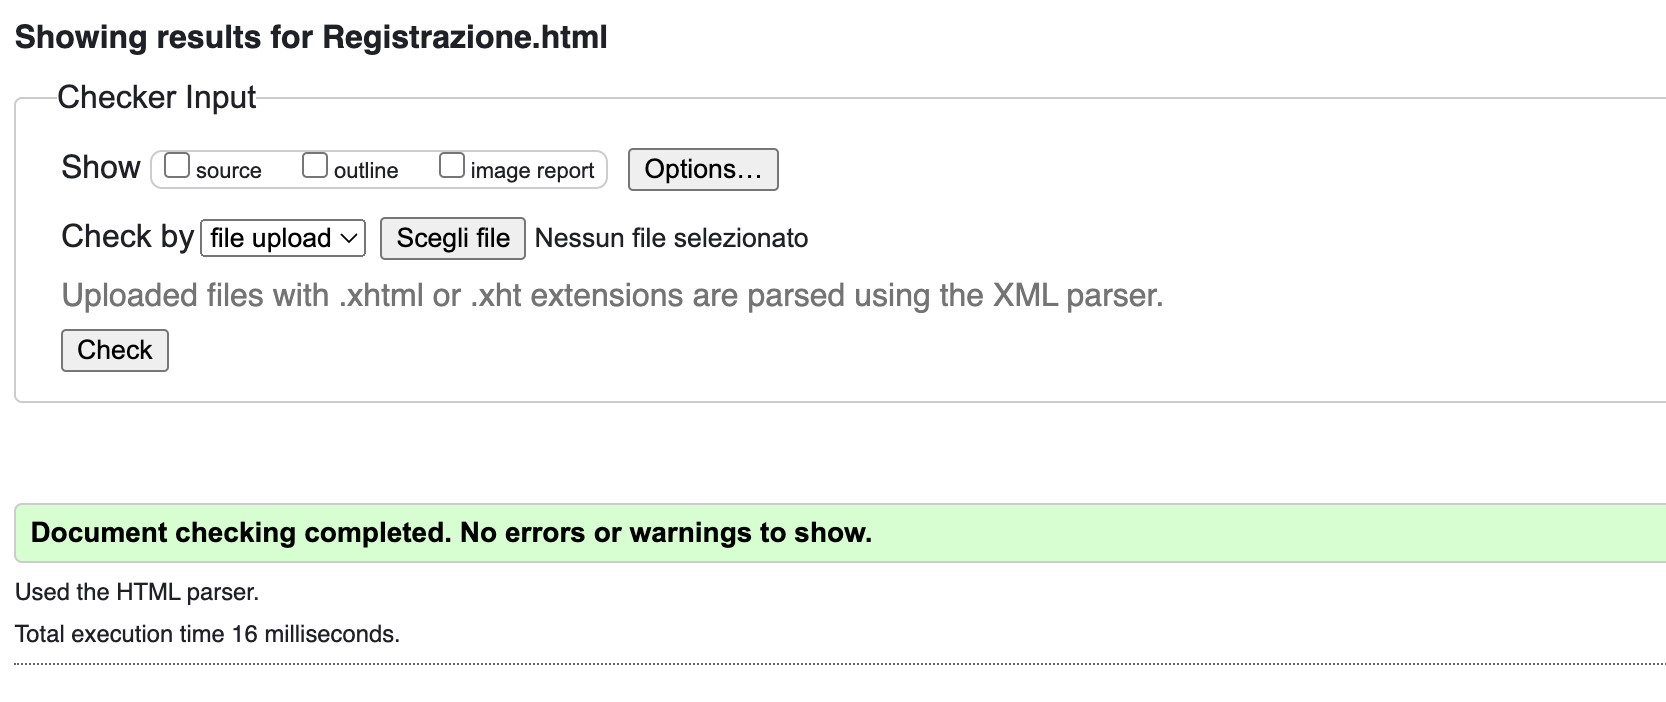 Showing results for Registrazione.html
Checker Input
Show source outline image report Options...
Check by file upload Scegli file Nessun file selezionato
Uploaded files with .xhtml or .xht extensions are parsed using the XML parser.
Check
Document checking completed. No errors or warnings to show.
Used the HTML parser.
Total execution time 16 milliseconds.